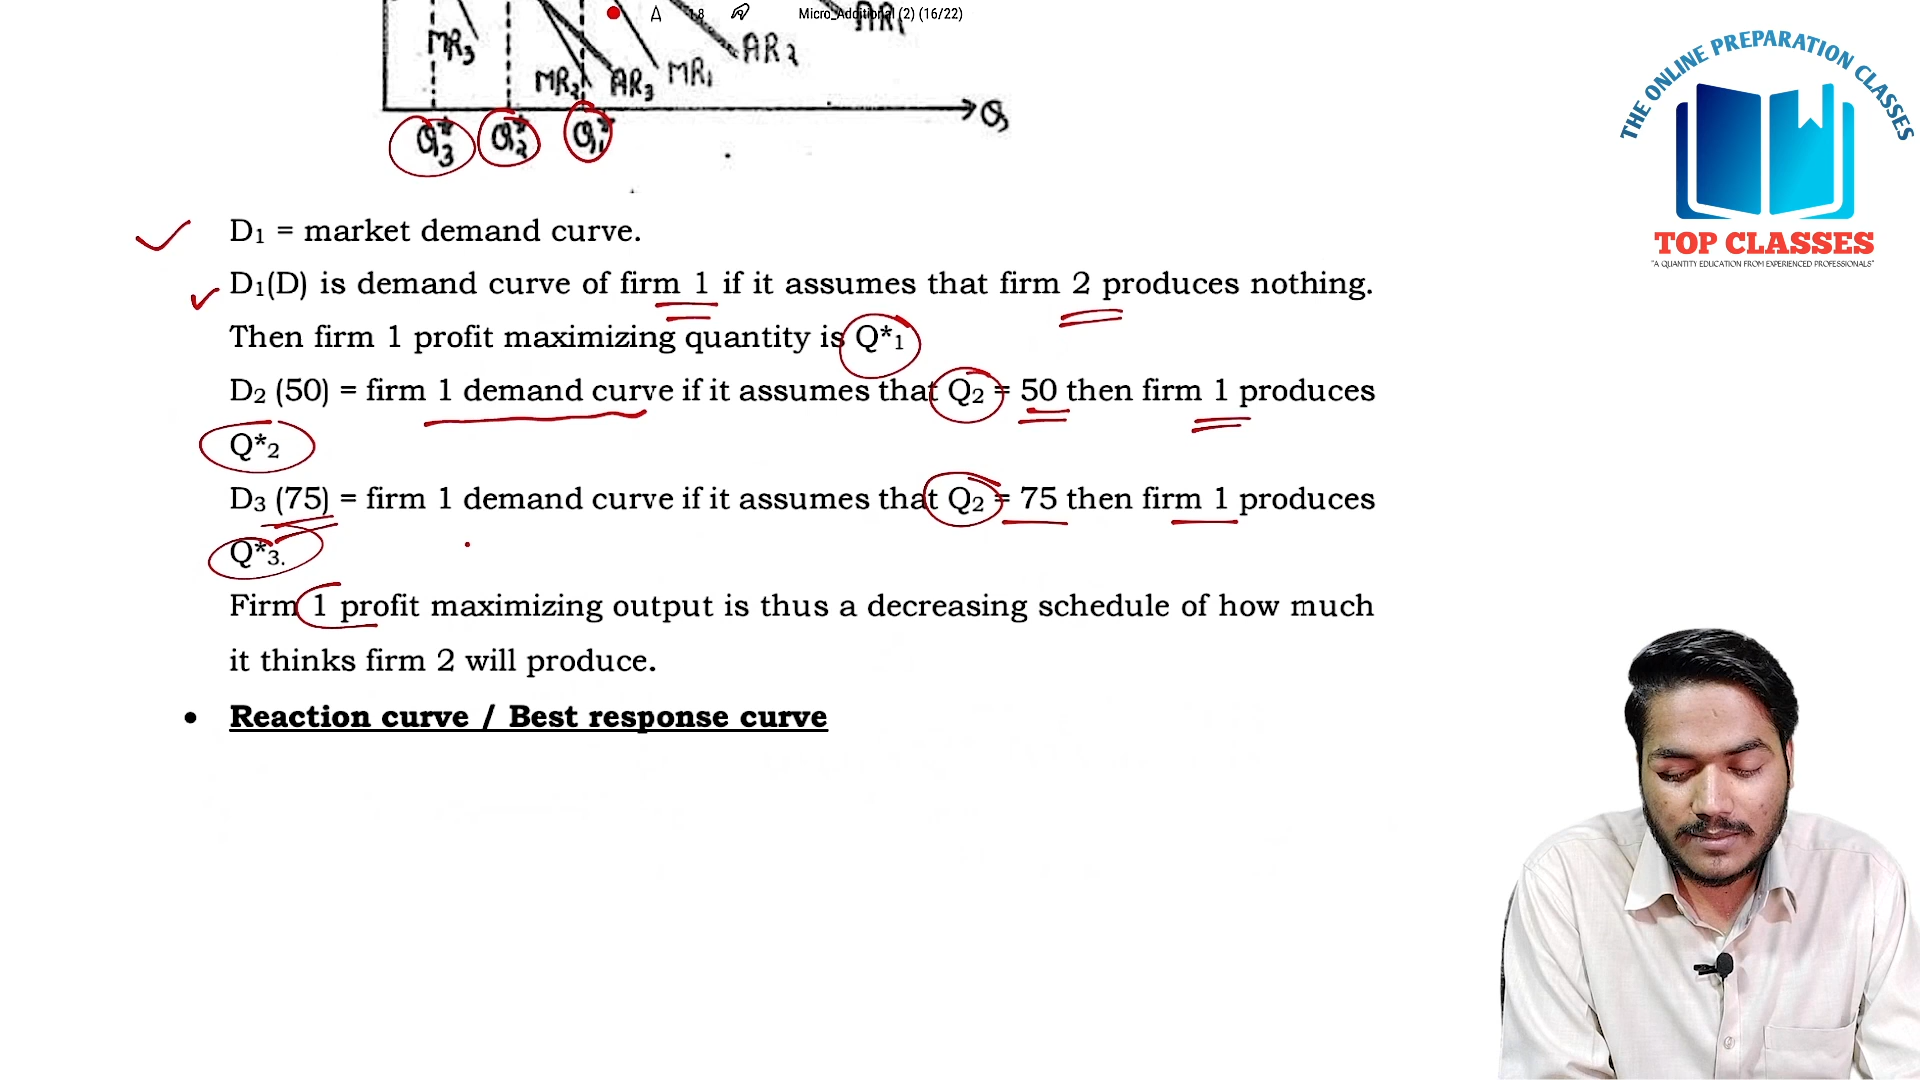 Micro_Additional (2) (16/22)
AR₁
MR₃
AR₂
MR₂
AR₃
MR₁
Q₃*
Q₂*
Q₁*
Q
THE ONLINE PREPARATION CLASSES
TOP CLASSES
"A QUANTITY EDUCATION FROM EXPERIENCED PROFESSIONALS"
D₁ = market demand curve.
D₁(D) is demand curve of firm 1 if it assumes that firm 2 produces nothing.
Then firm 1 profit maximizing quantity is Q*₁
D₂ (50) = firm 1 demand curve if it assumes that Q₂ = 50 then firm 1 produces
Q*₂
D₃ (75) = firm 1 demand curve if it assumes that Q₂ = 75 then firm 1 produces
Q*₃.
Firm 1 profit maximizing output is thus a decreasing schedule of how much
it thinks firm 2 will produce.
• Reaction curve / Best response curve